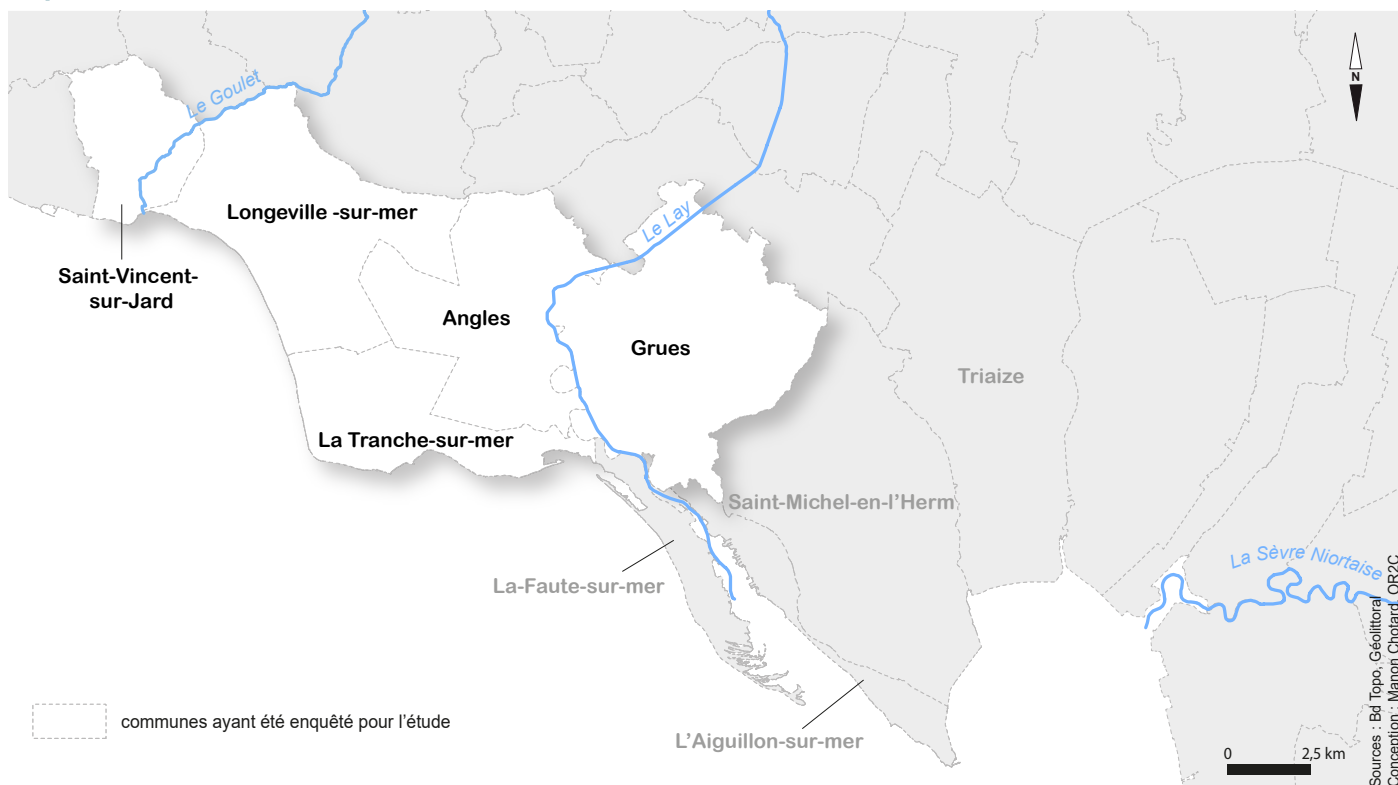 Le Goulet
N
Le Lay
Longeville -sur-mer
Saint-Vincent-
sur-Jard
Angles
Grues
Triaize
La Tranche-sur-mer
Saint-Michel-en-l'Herm
La Sèvre Niortaise
La-Faute-sur-mer
communes ayant été enquêté pour l'étude
L'Aiguillon-sur-mer
0 2,5 km
Sources : Bd Topo, Géolittoral
Conception : Manon Chotard, OR2C